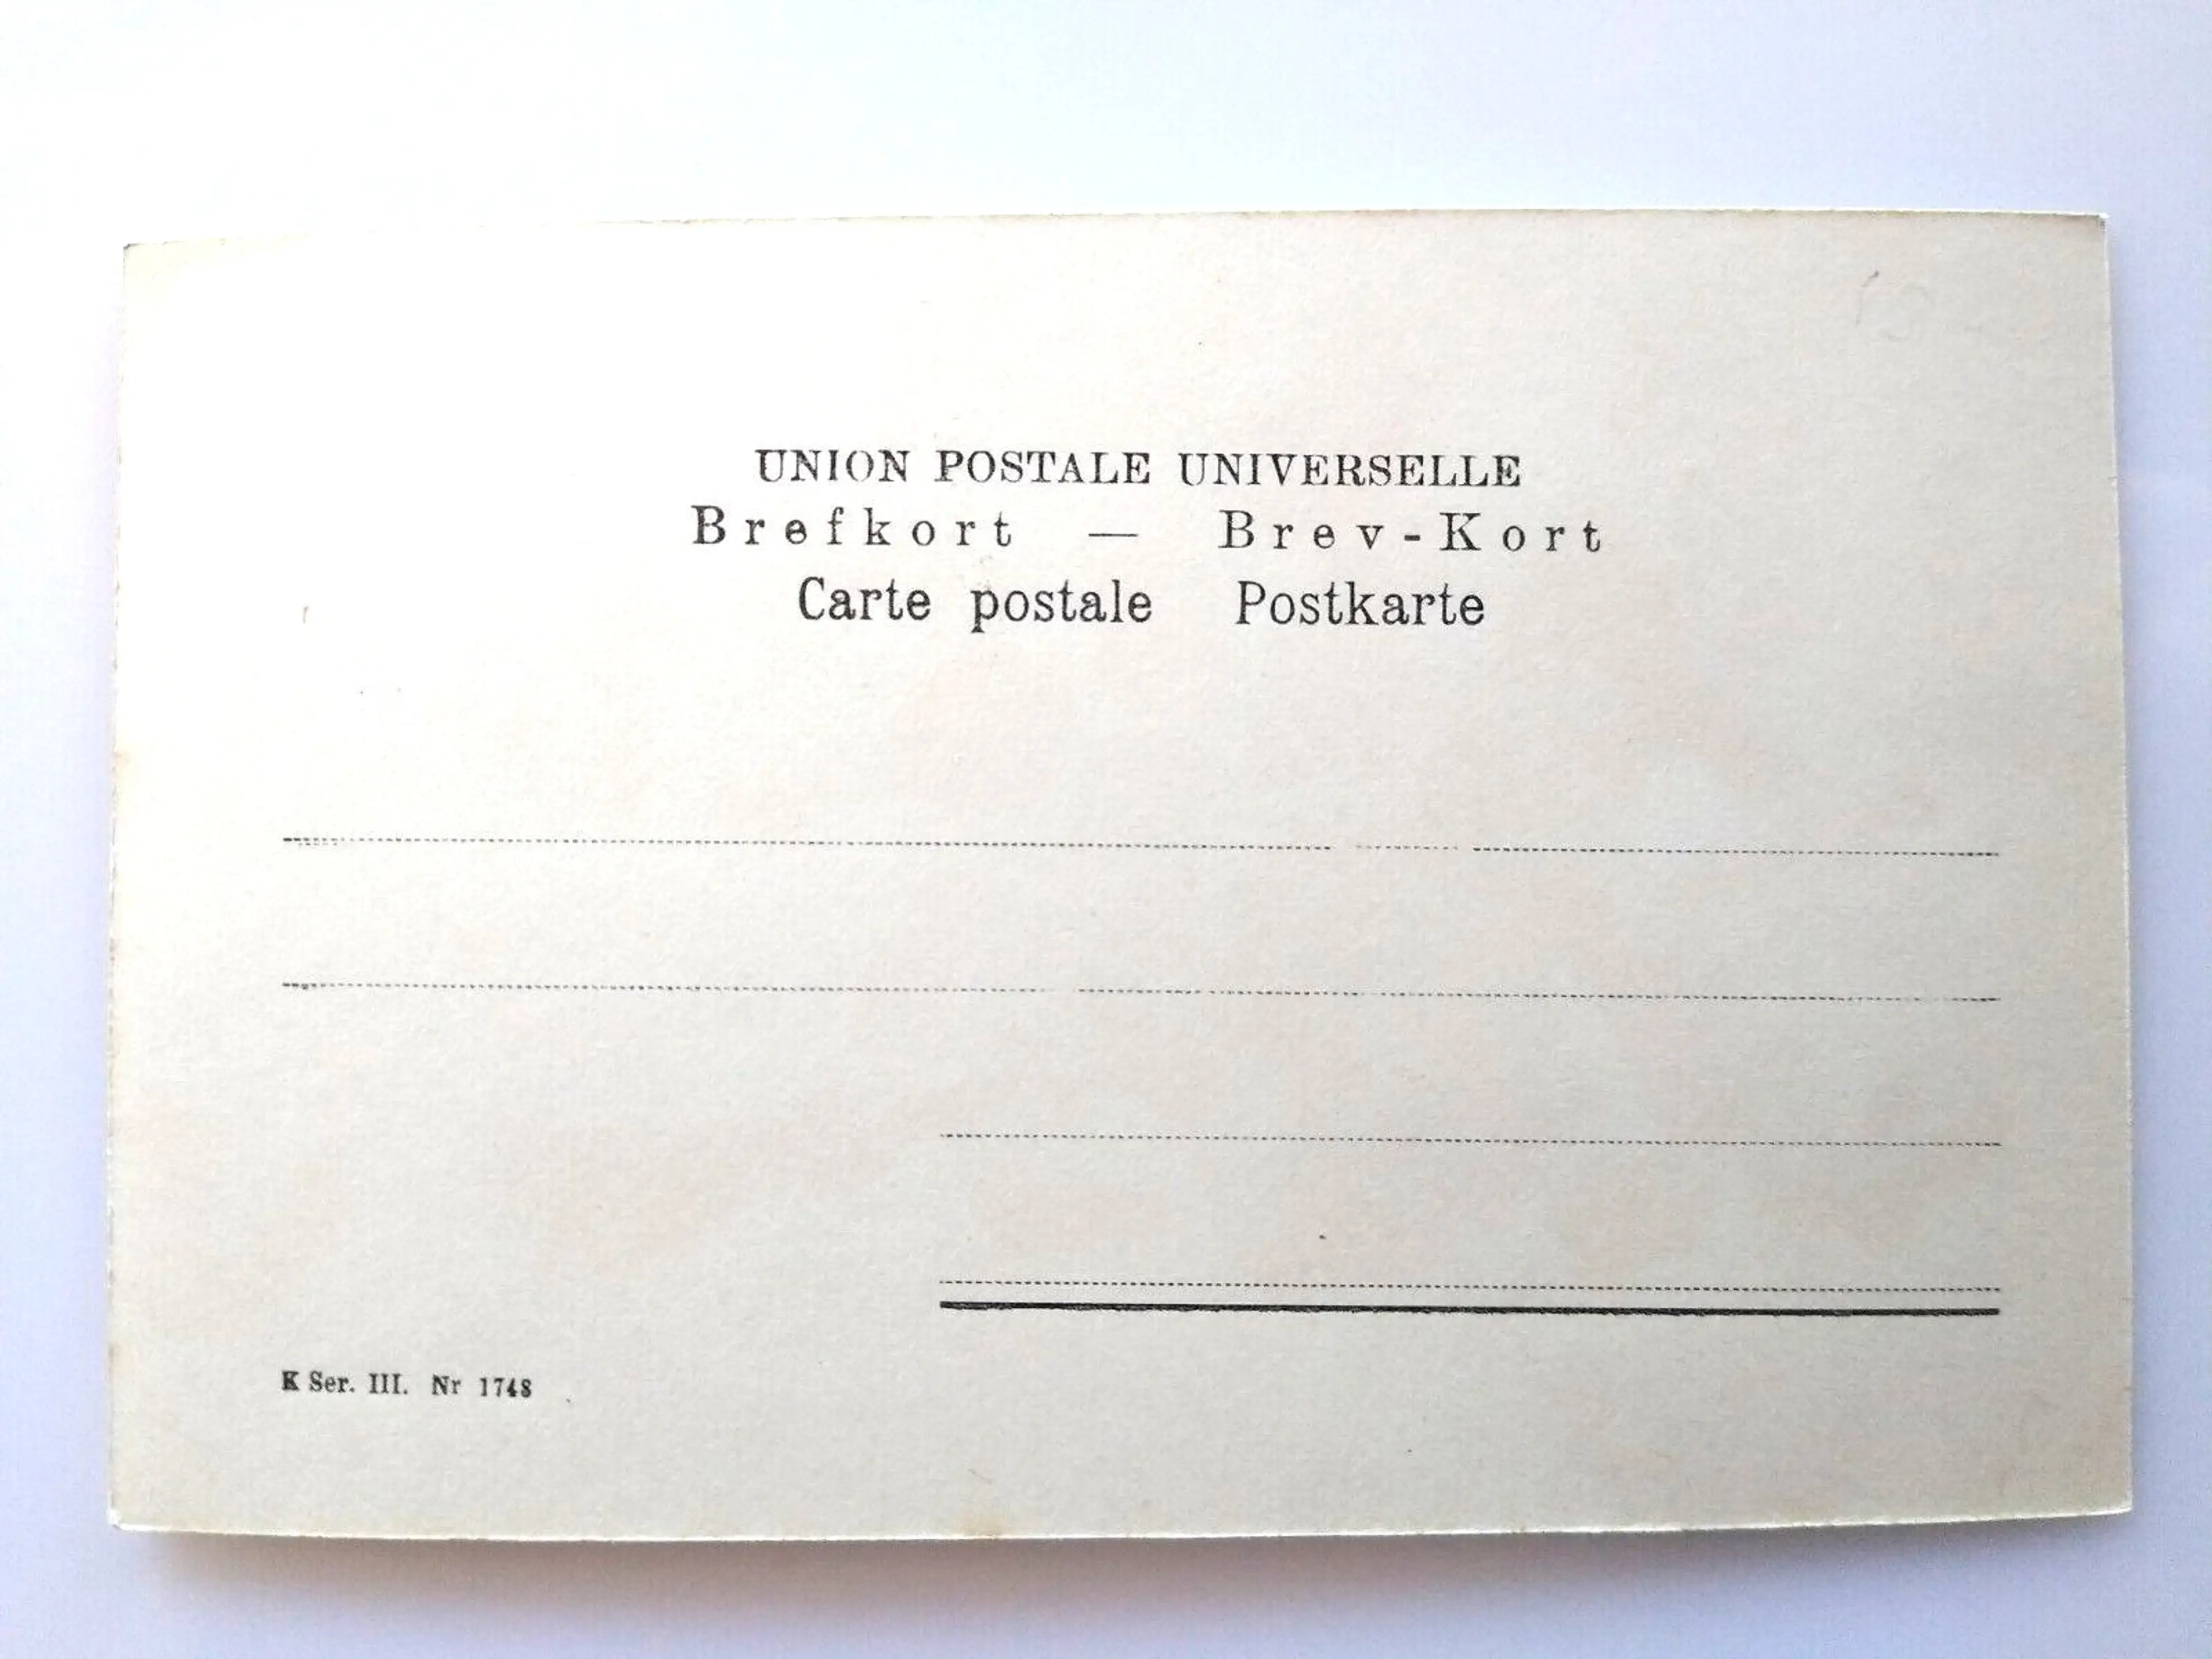 UNION POSTALE UNIVERSELLE
Brefkort — Brev-Kort
Carte postale Postkarte
K Ser. III. Nr 1748